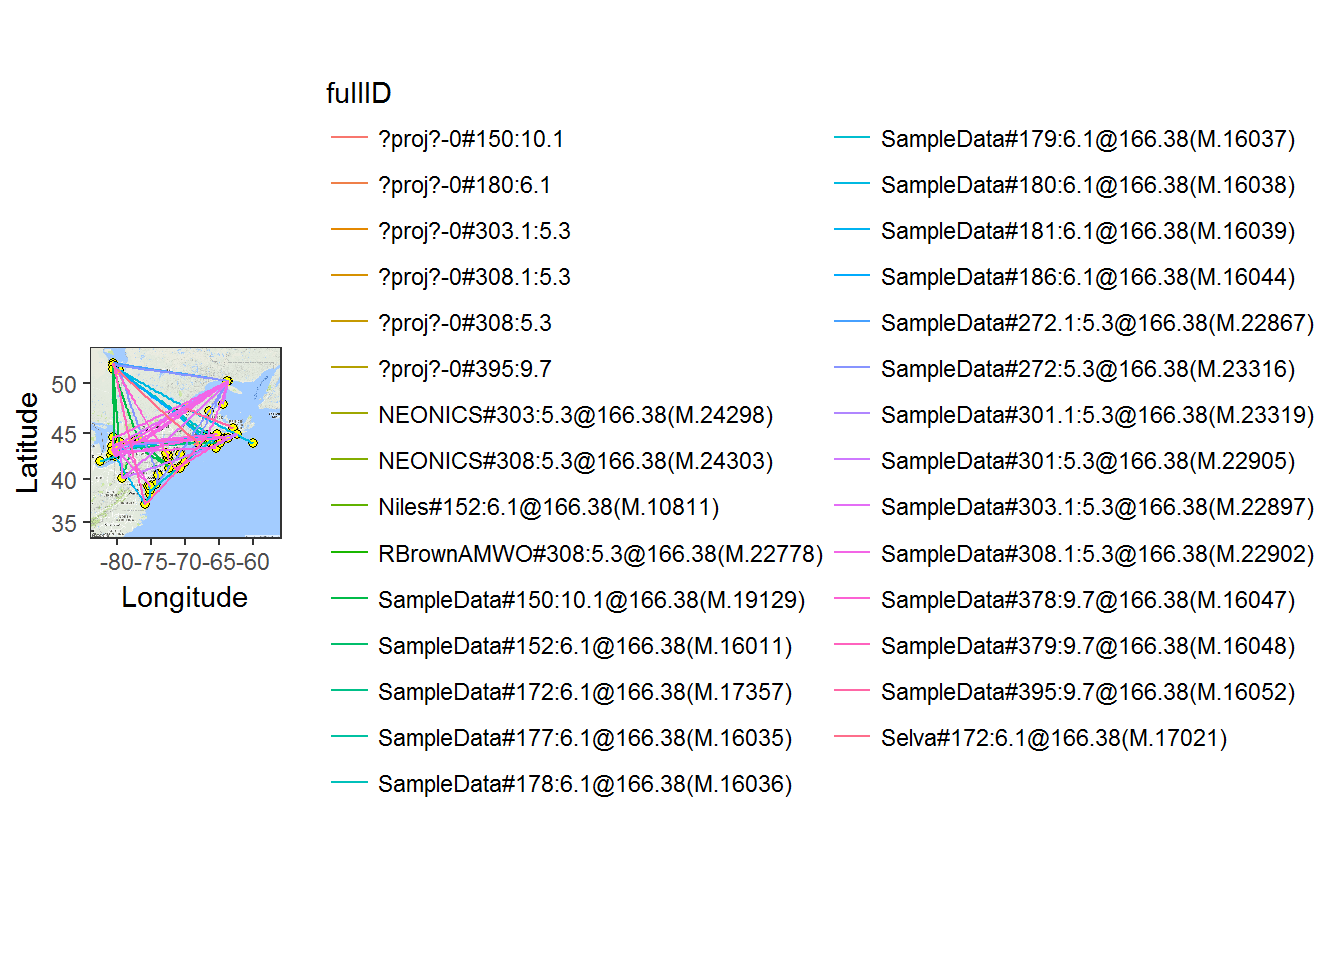 fullID
?proj?-0#150:10.1
?proj?-0#180:6.1
?proj?-0#303.1:5.3
?proj?-0#308.1:5.3
?proj?-0#308:5.3
?proj?-0#395:9.7
NEONICS#303:5.3@166.38(M.24298)
NEONICS#308:5.3@166.38(M.24303)
Niles#152:6.1@166.38(M.10811)
RBrownAMWO#308:5.3@166.38(M.22778)
SampleData#150:10.1@166.38(M.19129)
SampleData#152:6.1@166.38(M.16011)
SampleData#172:6.1@166.38(M.17357)
SampleData#177:6.1@166.38(M.16035)
SampleData#178:6.1@166.38(M.16036)
SampleData#179:6.1@166.38(M.16037)
SampleData#180:6.1@166.38(M.16038)
SampleData#181:6.1@166.38(M.16039)
SampleData#186:6.1@166.38(M.16044)
SampleData#272.1:5.3@166.38(M.22867)
SampleData#272:5.3@166.38(M.23316)
SampleData#301.1:5.3@166.38(M.23319)
SampleData#301:5.3@166.38(M.22905)
SampleData#303.1:5.3@166.38(M.22897)
SampleData#308.1:5.3@166.38(M.22902)
SampleData#378:9.7@166.38(M.16047)
SampleData#379:9.7@166.38(M.16048)
SampleData#395:9.7@166.38(M.16052)
Selva#172:6.1@166.38(M.17021)
Latitude
50
45
40
35
-80-75-70-65-60
Longitude